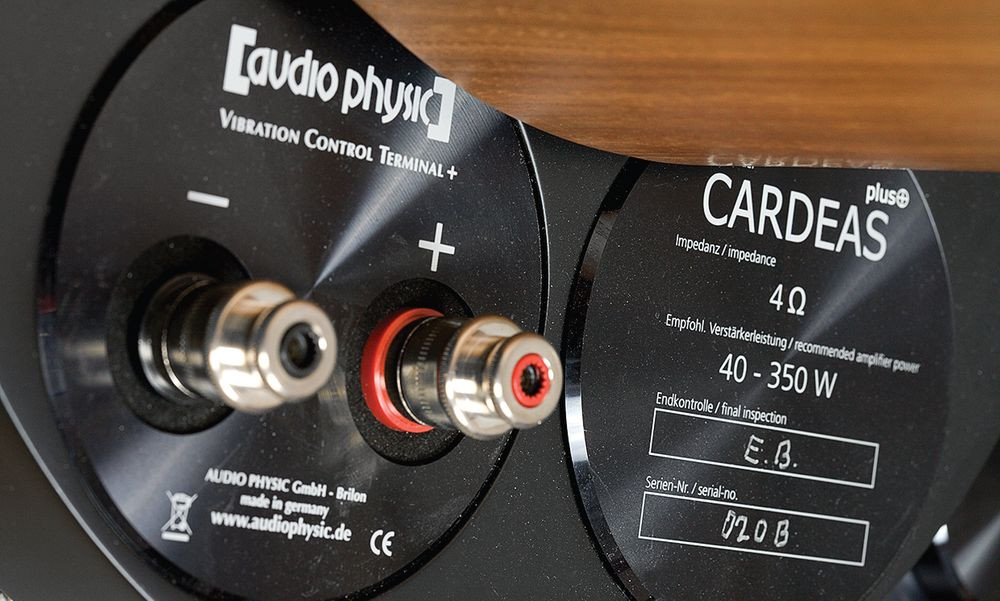 [audio physic]
VIBRATION CONTROL TERMINAL+
− +
AUDIO PHYSIC GmbH - Brilon
made in germany
www.audiophysic.de
CE
CARDEAS plus+
Impedanz / impedance
4 Ω
Empfohl. Verstärkerleistung / recommended amplifier power
40 - 350 W
Endkontrolle / final inspection
E.B.
Serien-Nr. / serial-no.
020B